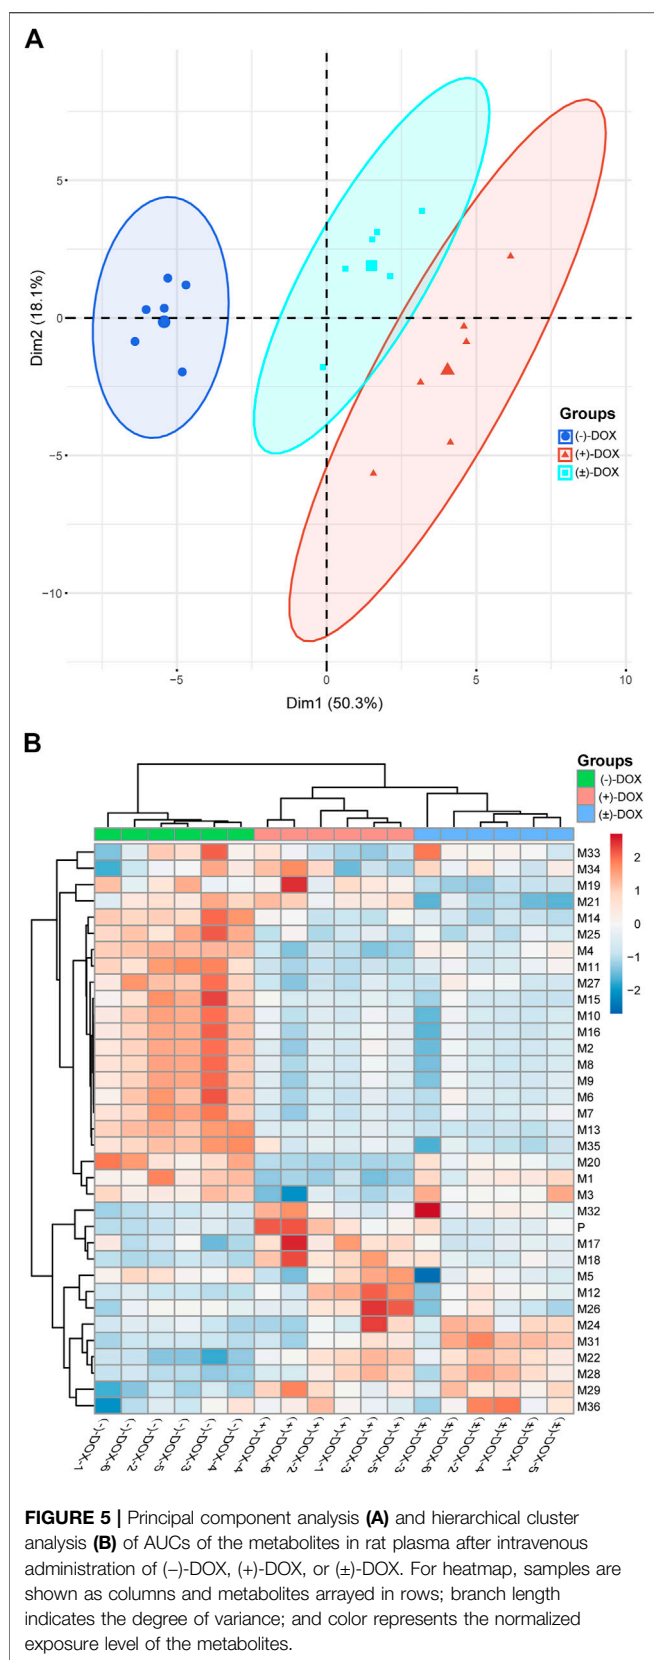 A
5
0
−5
−10
Dim2 (18.1%)
Groups
(-)-DOX
(+)-DOX
(±)-DOX
−5
0
5
10
Dim1 (50.3%)
B
Groups
(-)-DOX
(+)-DOX
(±)-DOX
2
1
0
−1
−2
M33
M34
M19
M21
M14
M25
M4
M11
M27
M15
M10
M16
M2
M8
M9
M6
M7
M13
M35
M20
M1
M3
M32
P
M17
M18
M5
M12
M26
M24
M31
M22
M28
M29
M36
(-)-DOX-1
(-)-DOX-6
(-)-DOX-2
(-)-DOX-5
(-)-DOX-3
(-)-DOX-4
(+)-DOX-6
(+)-DOX-2
(+)-DOX-1
(+)-DOX-3
(+)-DOX-5
(±)-DOX-3
(±)-DOX-6
(±)-DOX-2
(±)-DOX-4
(±)-DOX-1
(±)-DOX-5
FIGURE 5 | Principal component analysis (A) and hierarchical cluster
analysis (B) of AUCs of the metabolites in rat plasma after intravenous
administration of (−)-DOX, (+)-DOX, or (±)-DOX. For heatmap, samples are
shown as columns and metabolites arrayed in rows; branch length
indicates the degree of variance; and color represents the normalized
exposure level of the metabolites.